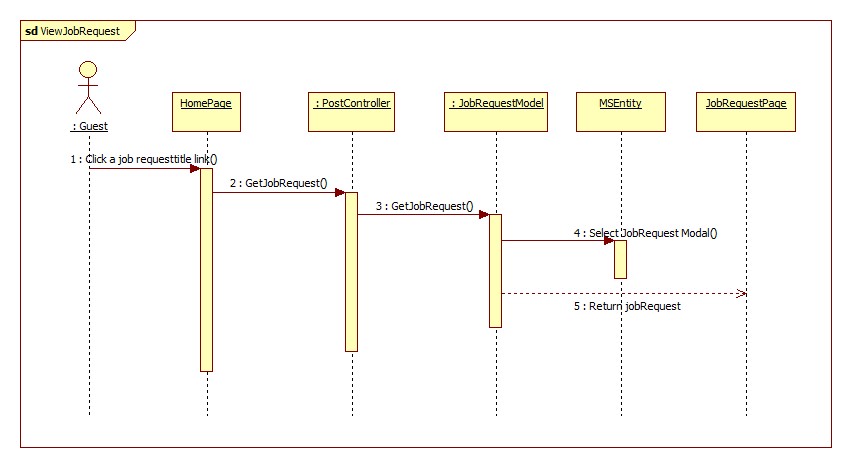 sd ViewJobRequest
: Guest
HomePage
: PostController
: JobRequestModel
MSEntity
JobRequestPage
1 : Click a job requesttitle link()
2 : GetJobRequest()
3 : GetJobRequest()
4 : Select JobRequest Modal()
5 : Return jobRequest